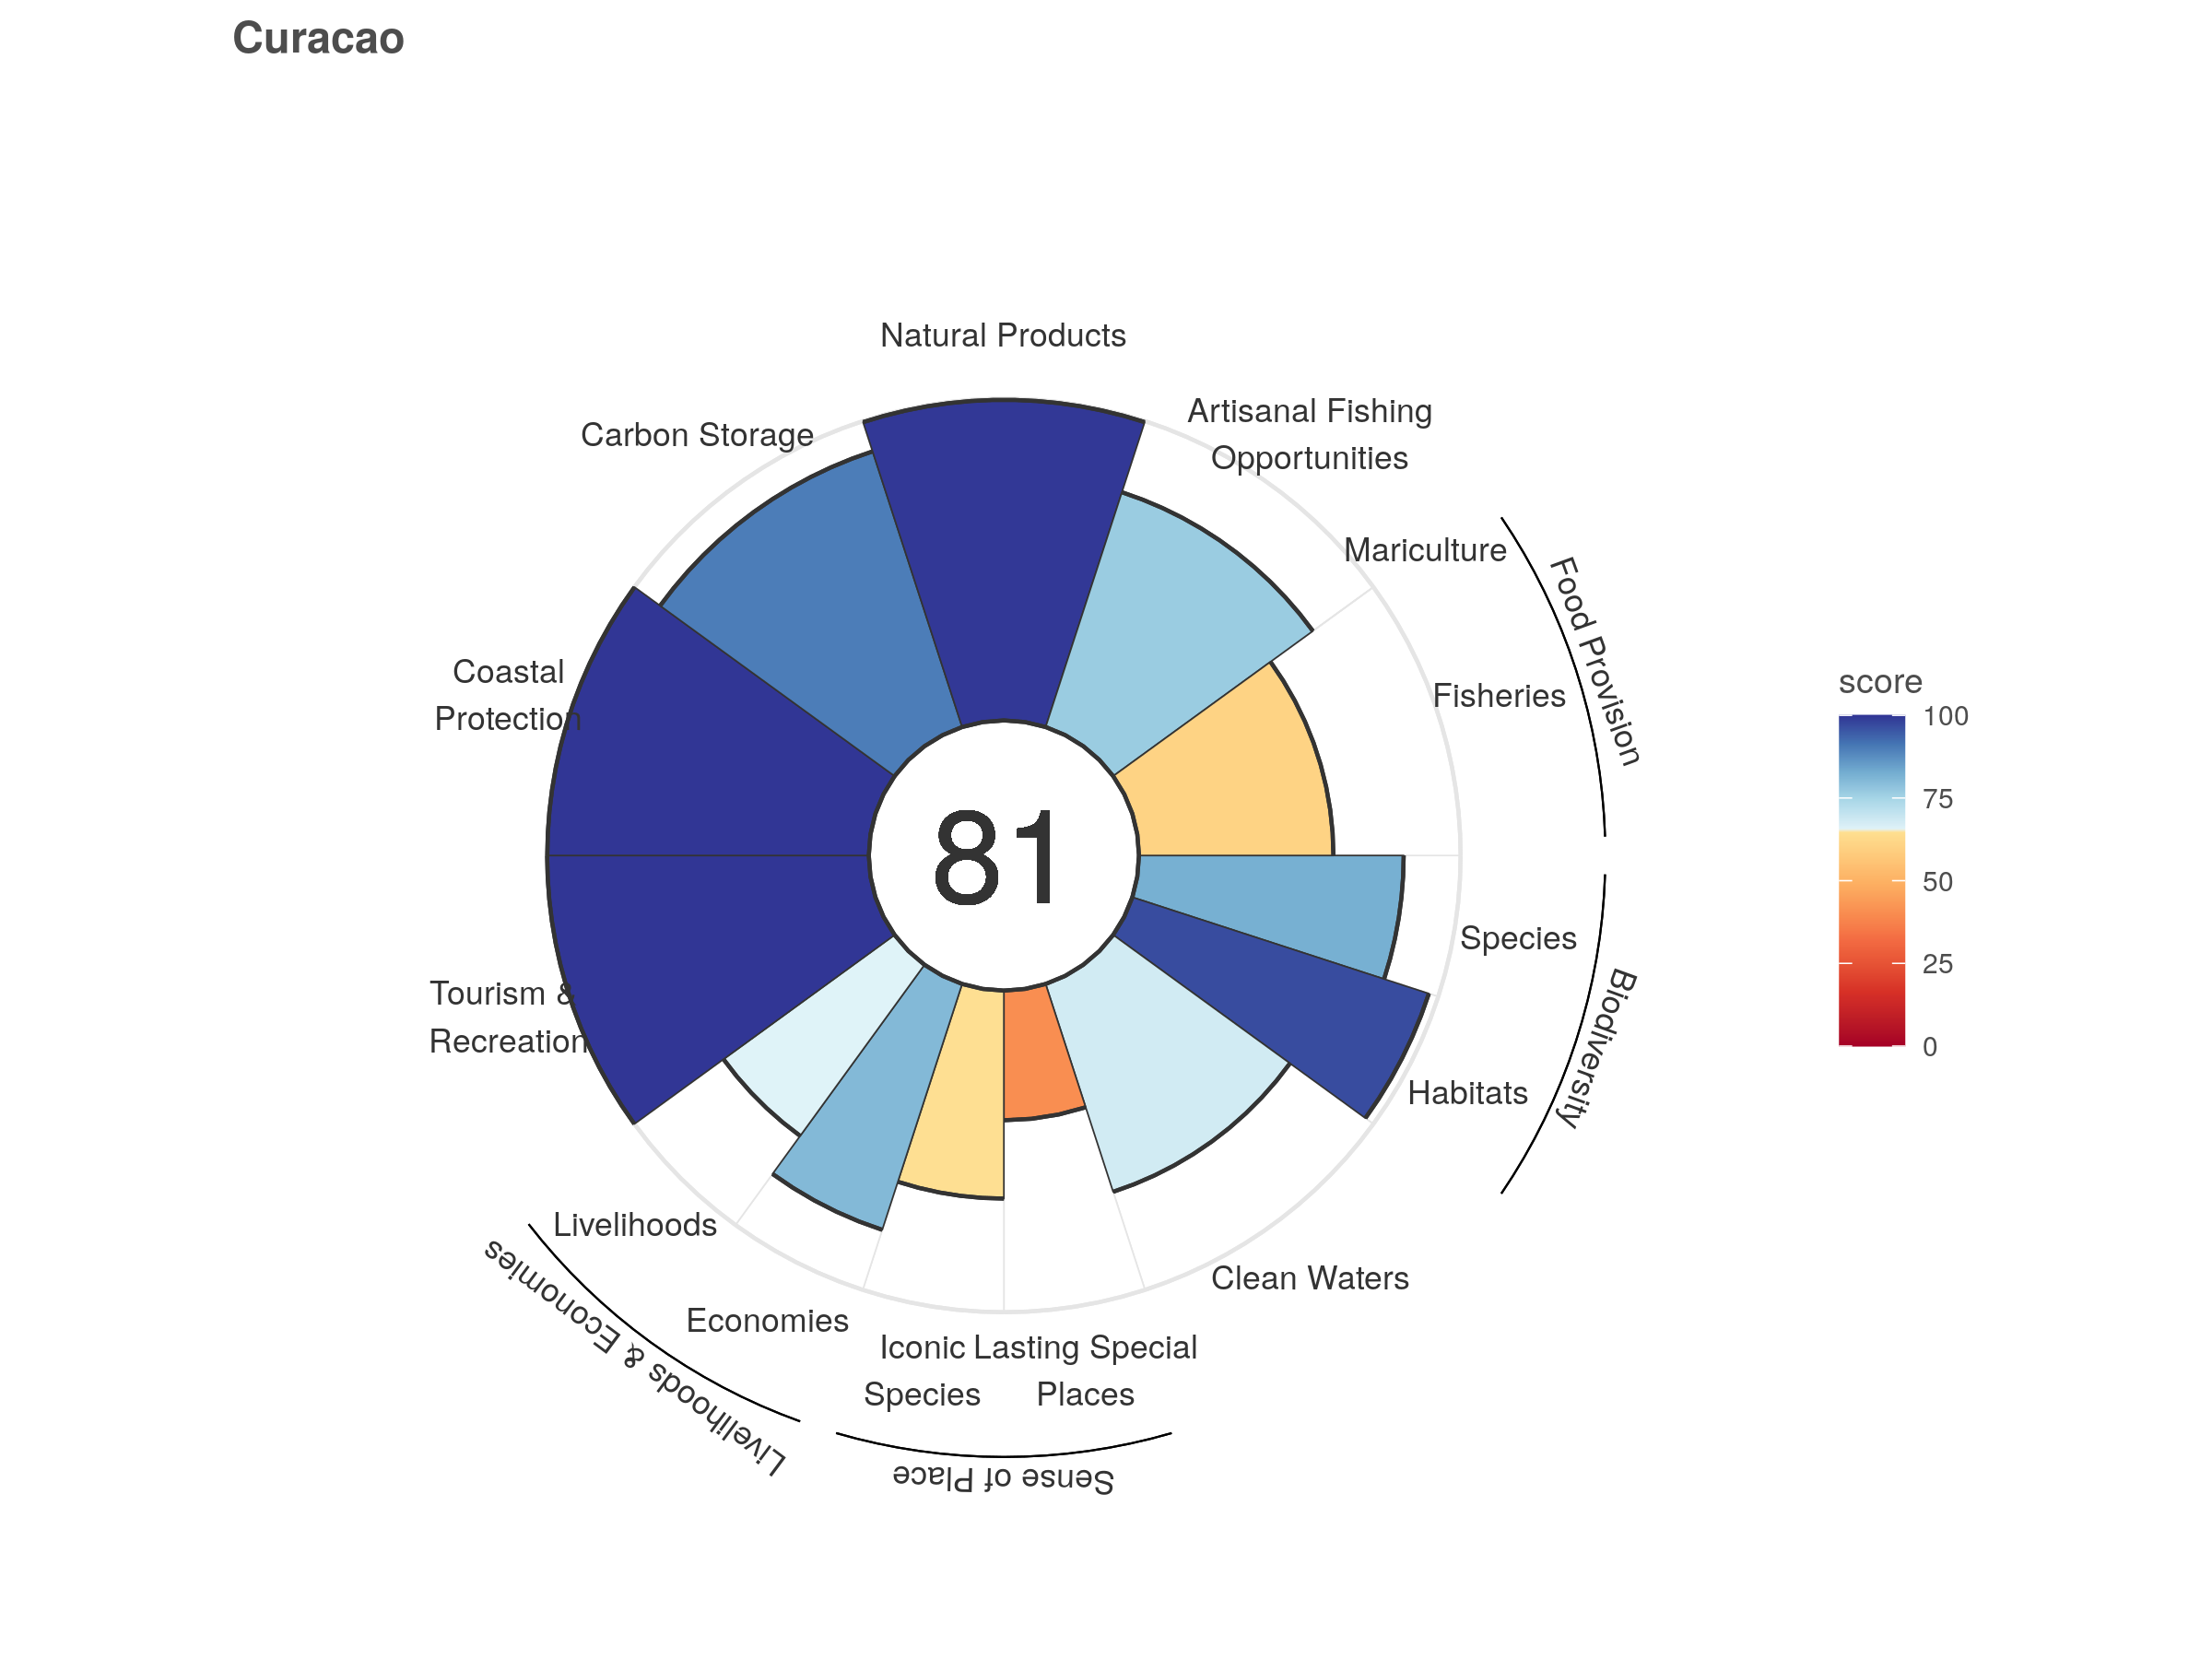 Curacao
Natural Products
Carbon Storage
Artisanal Fishing
Opportunities
Mariculture
Food Provision
Fisheries
Coastal
Protection
score
100
75
50
25
0
81
Species
Biodiversity
Tourism &
Recreation
Habitats
Livelihoods
Clean Waters
Economies
Livelihoods & Economies
Iconic
Species
Lasting Special
Places
Sense of Place